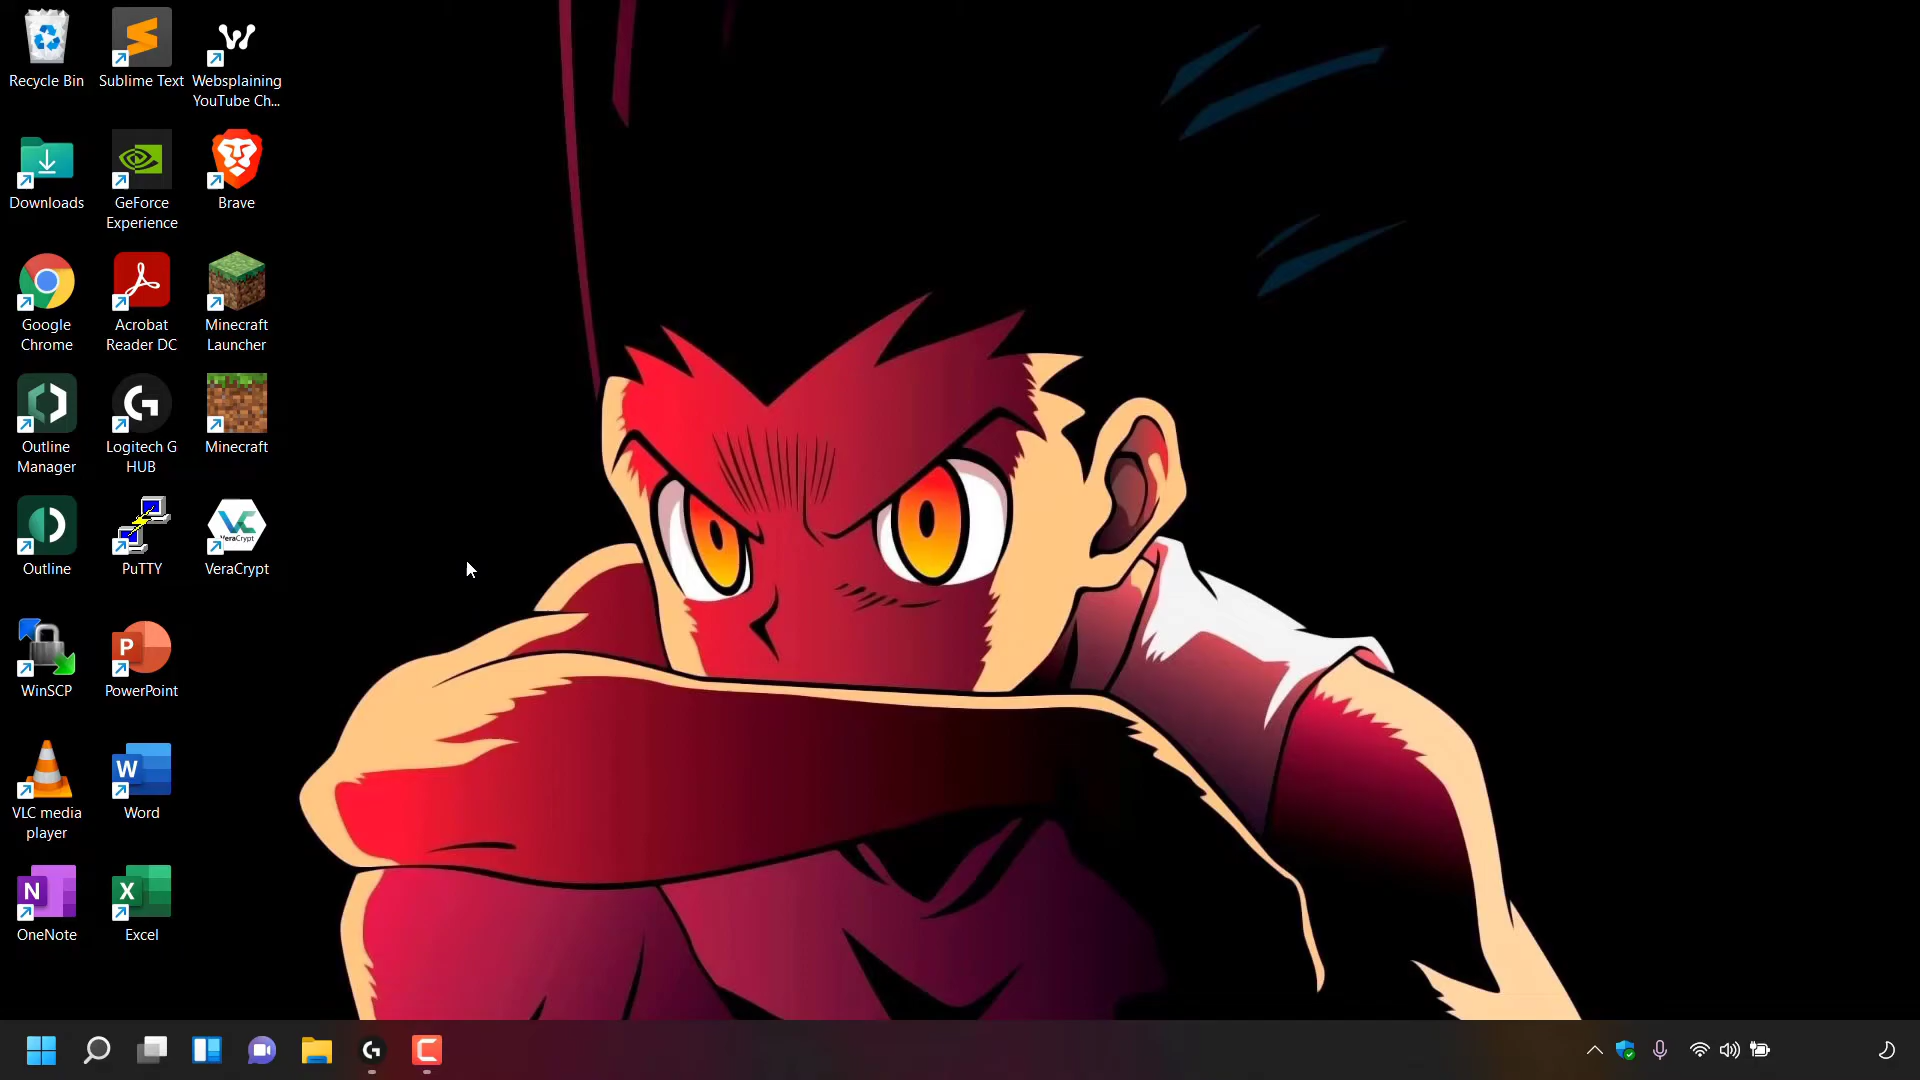 Recycle Bin
Sublime Text
Websplaining
YouTube Ch...
Downloads
GeForce
Experience
Brave
Google
Chrome
Acrobat
Reader DC
Minecraft
Launcher
Outline
Manager
Logitech G
HUB
Minecraft
Outline
PuTTY
VeraCrypt
VeraCrypt
WinSCP
PowerPoint
VLC media
player
Word
OneNote
Excel